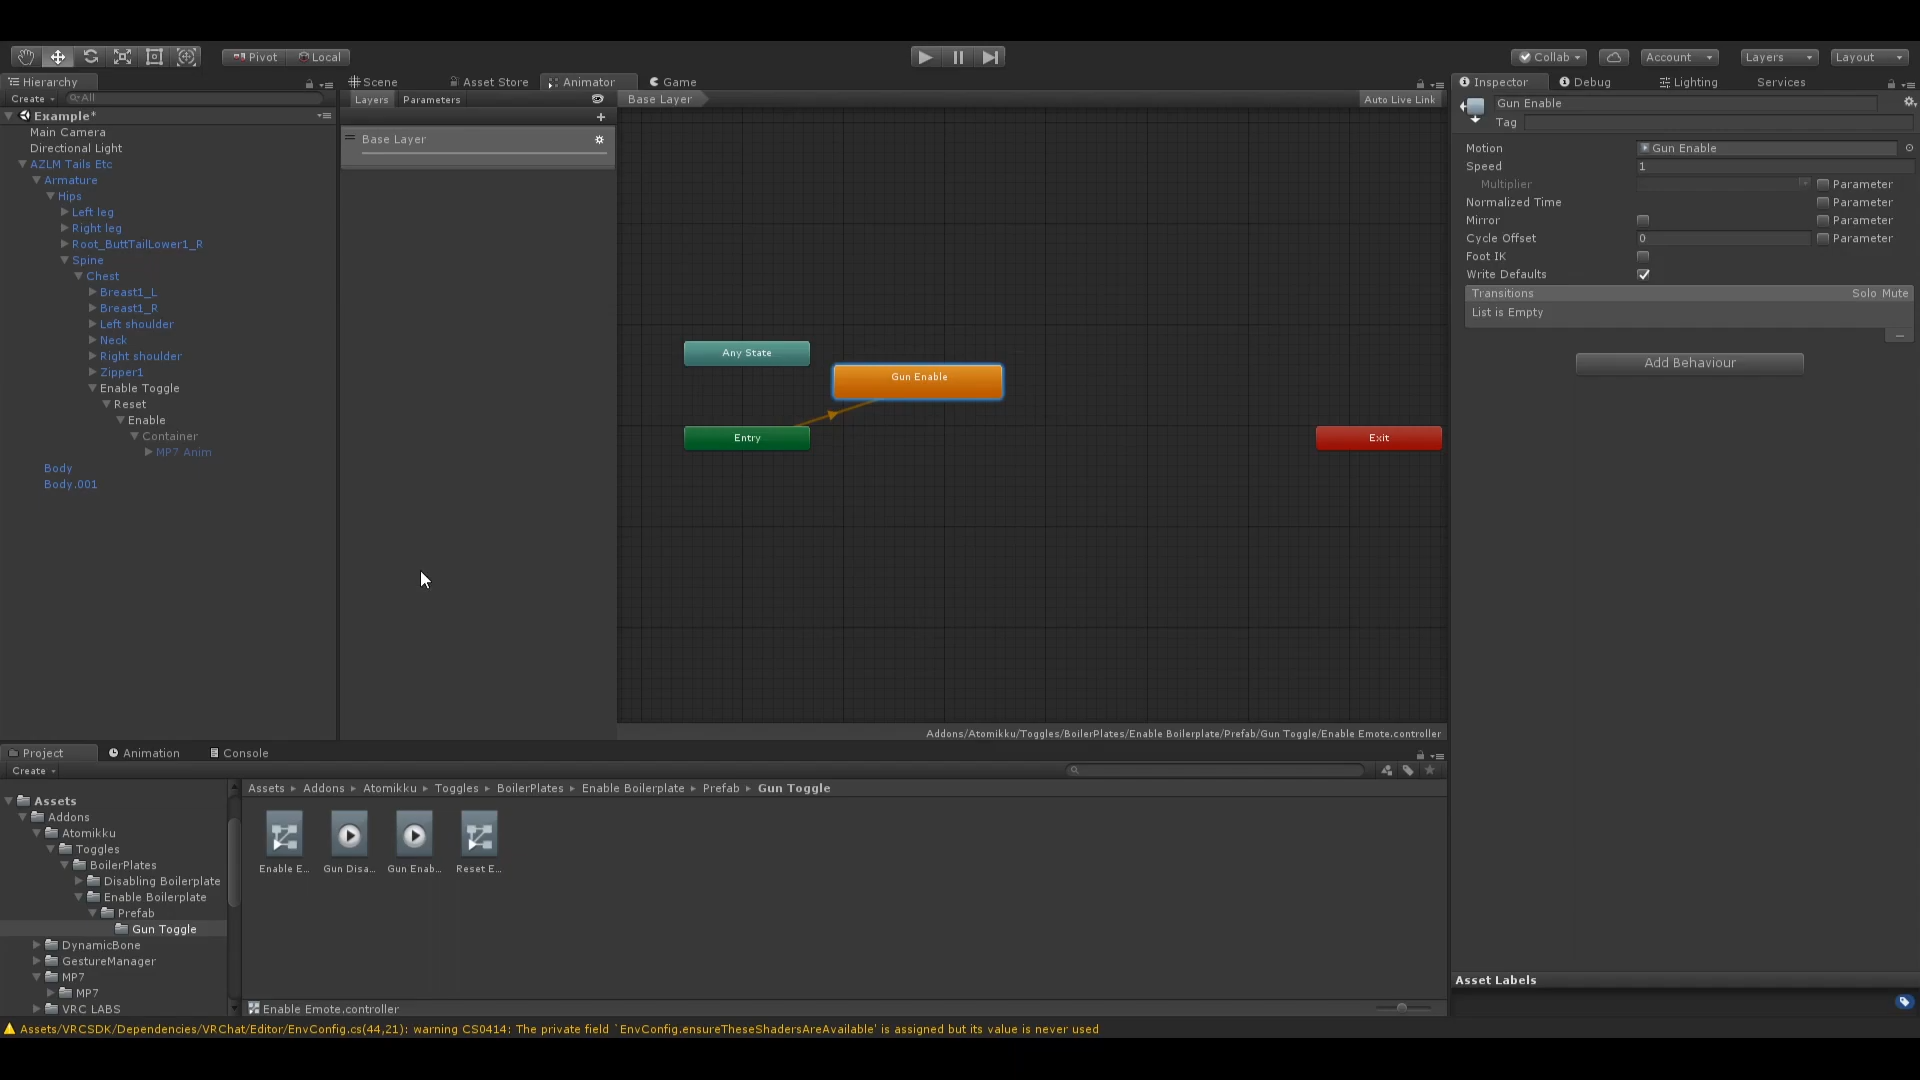 Pivot
Local
Collab
Account
Layers
Layout
Hierarchy
Scene
Asset Store
Animator
Game
Inspector
Debug
Lighting
Services
Create
All
Layers
Parameters
Base Layer
Auto Live Link
Gun Enable
Tag
Example*
Main Camera
Directional Light
AZLM Tails Etc
Armature
Hips
Left leg
Right leg
Root_ButtTailLower1_R
Spine
Chest
Breast1_L
Breast1_R
Left shoulder
Neck
Right shoulder
Zipper1
Enable Toggle
Reset
Enable
Container
MP7 Anim
Body
Body.001
Base Layer
Any State
Gun Enable
Entry
Exit
Addons/Atomikku/Toggles/BoilerPlates/Enable Boilerplate/Prefab/Gun Toggle/Enable Emote.controller
Motion
Gun Enable
Speed
1
Multiplier
Parameter
Normalized Time
Parameter
Mirror
Parameter
Cycle Offset
0
Parameter
Foot IK
Write Defaults
Transitions
Solo Mute
List is Empty
Add Behaviour
Asset Labels
Project
Animation
Console
Create
Assets
Addons
Atomikku
Toggles
BoilerPlates
Disabling Boilerplate
Enable Boilerplate
Prefab
Gun Toggle
DynamicBone
GestureManager
MP7
MP7
VRC LABS
Assets ▸ Addons ▸ Atomikku ▸ Toggles ▸ BoilerPlates ▸ Enable Boilerplate ▸ Prefab ▸ Gun Toggle
Enable E...
Gun Disa...
Gun Enab...
Reset E...
Enable Emote.controller
Assets/VRCSDK/Dependencies/VRChat/Editor/EnvConfig.cs(44,21): warning CS0414: The private field `EnvConfig.ensureTheseShadersAreAvailable' is assigned but its value is never used